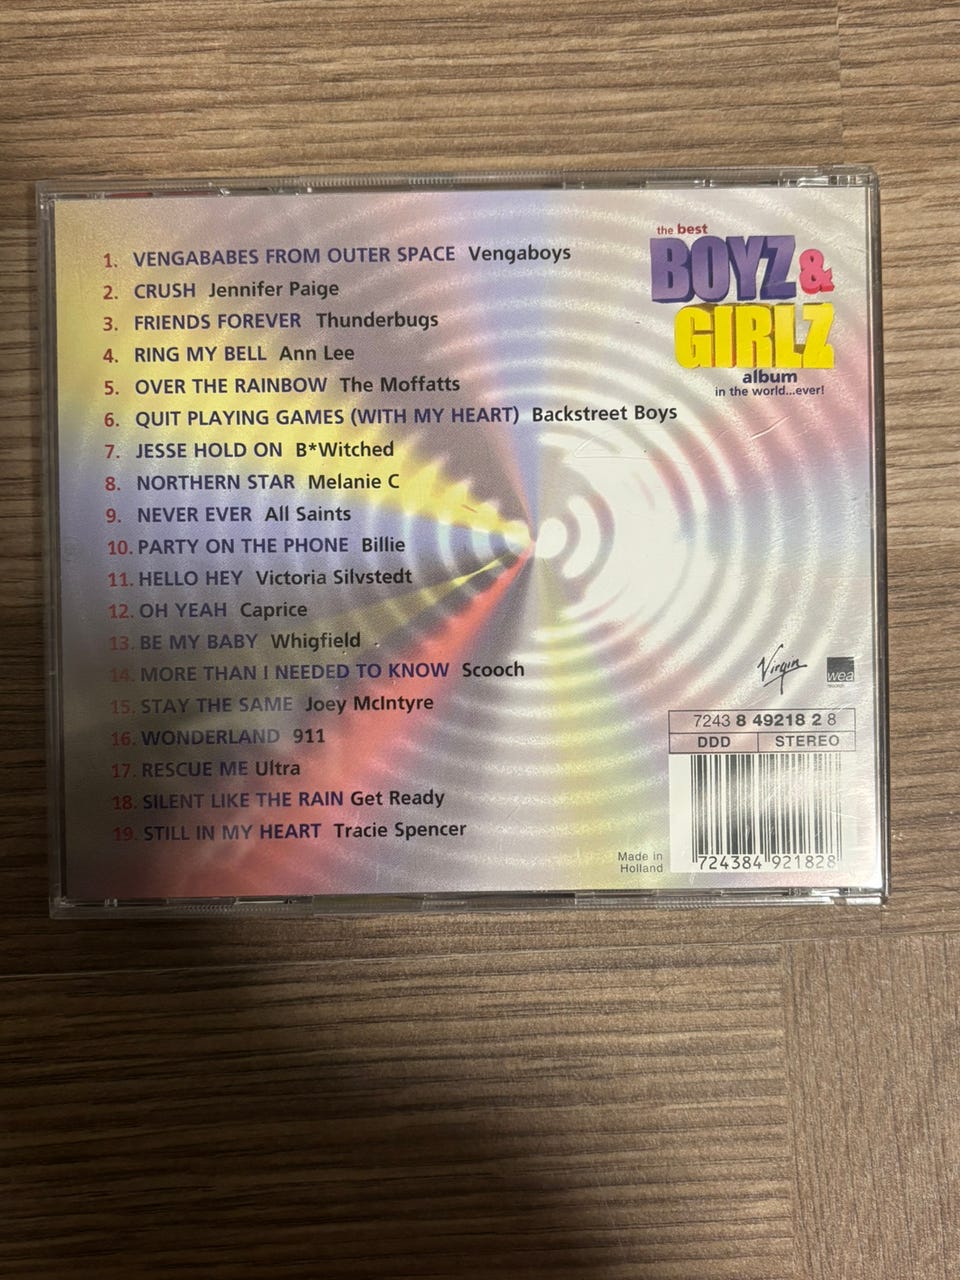 1. VENGABABES FROM OUTER SPACE Vengaboys
2. CRUSH Jennifer Paige
3. FRIENDS FOREVER Thunderbugs
4. RING MY BELL Ann Lee
5. OVER THE RAINBOW The Moffatts
6. QUIT PLAYING GAMES (WITH MY HEART) Backstreet Boys
7. JESSE HOLD ON B*Witched
8. NORTHERN STAR Melanie C
9. NEVER EVER All Saints
10. PARTY ON THE PHONE Billie
11. HELLO HEY Victoria Silvstedt
12. OH YEAH Caprice
13. BE MY BABY Whigfield
14. MORE THAN I NEEDED TO KNOW Scooch
15. STAY THE SAME Joey McIntyre
16. WONDERLAND 911
17. RESCUE ME Ultra
18. SILENT LIKE THE RAIN Get Ready
19. STILL IN MY HEART Tracie Spencer
the best
BOYZ &
GIRLZ
album
in the world...ever!
Virgin
wea
7243 8 49218 2 8
DDD STEREO
Made in
Holland
724384 921828